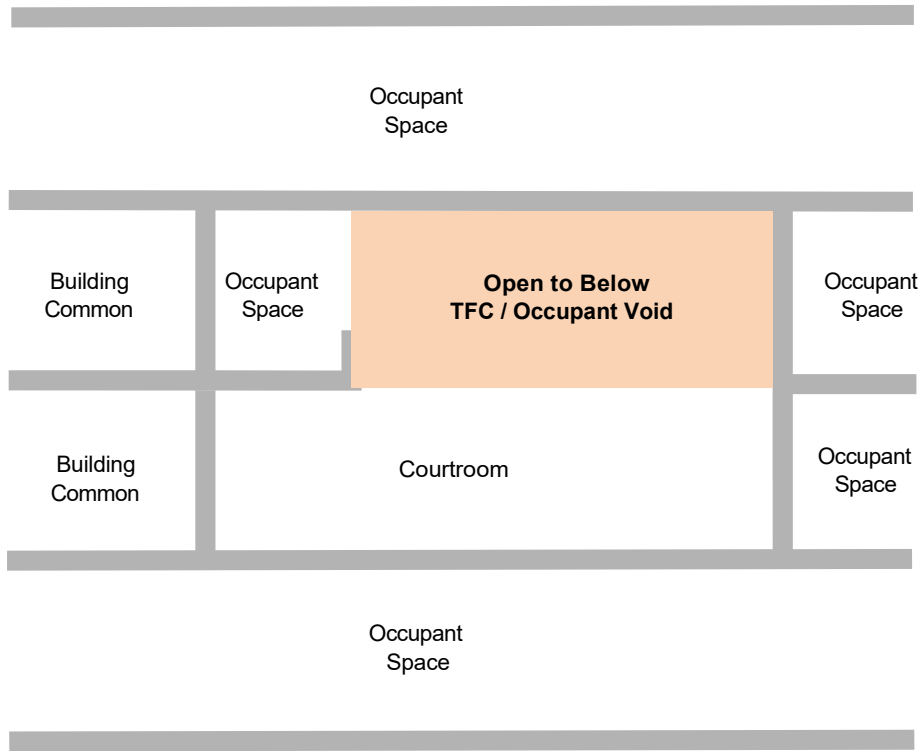 Occupant
Space
Building
Common
Occupant
Space
Open to Below
TFC / Occupant Void
Occupant
Space
Building
Common
Courtroom
Occupant
Space
Occupant
Space